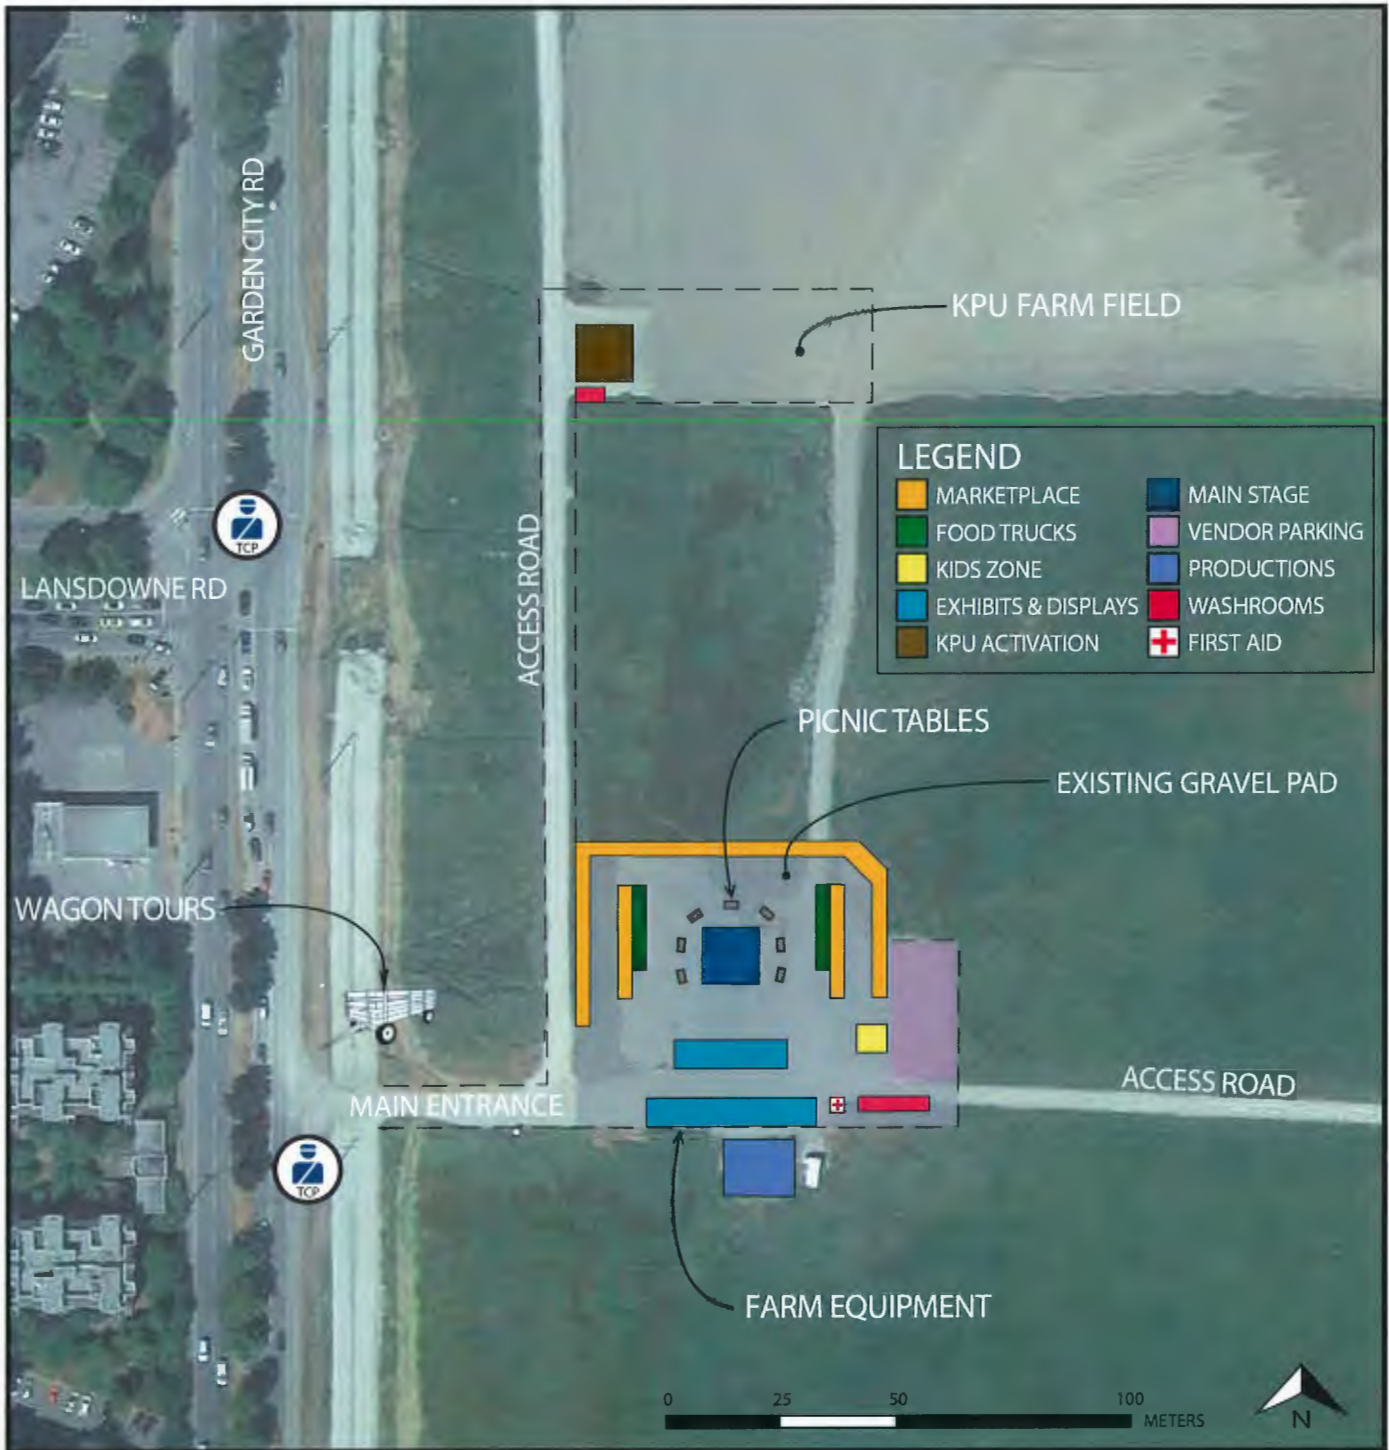 GARDEN CITY RD
KPU FARM FIELD
LEGEND
MARKETPLACE
FOOD TRUCKS
KIDS ZONE
EXHIBITS & DISPLAYS
KPU ACTIVATION
MAIN STAGE
VENDOR PARKING
PRODUCTIONS
WASHROOMS
FIRST AID
TCP
LANSDOWNE RD
ACCESS ROAD
PICNIC TABLES
EXISTING GRAVEL PAD
WAGON TOURS
ACCESS ROAD
MAIN ENTRANCE
TCP
FARM EQUIPMENT
0 25 50 100
METERS
N